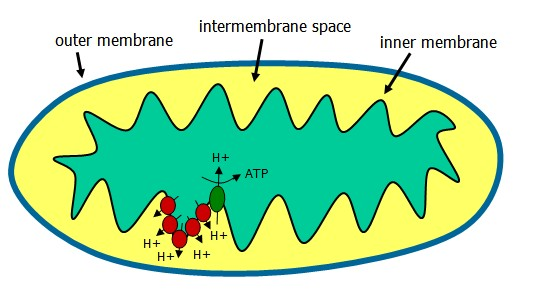 intermembrane space
outer membrane
inner membrane
H+
ATP
H+
H+
H+
H+